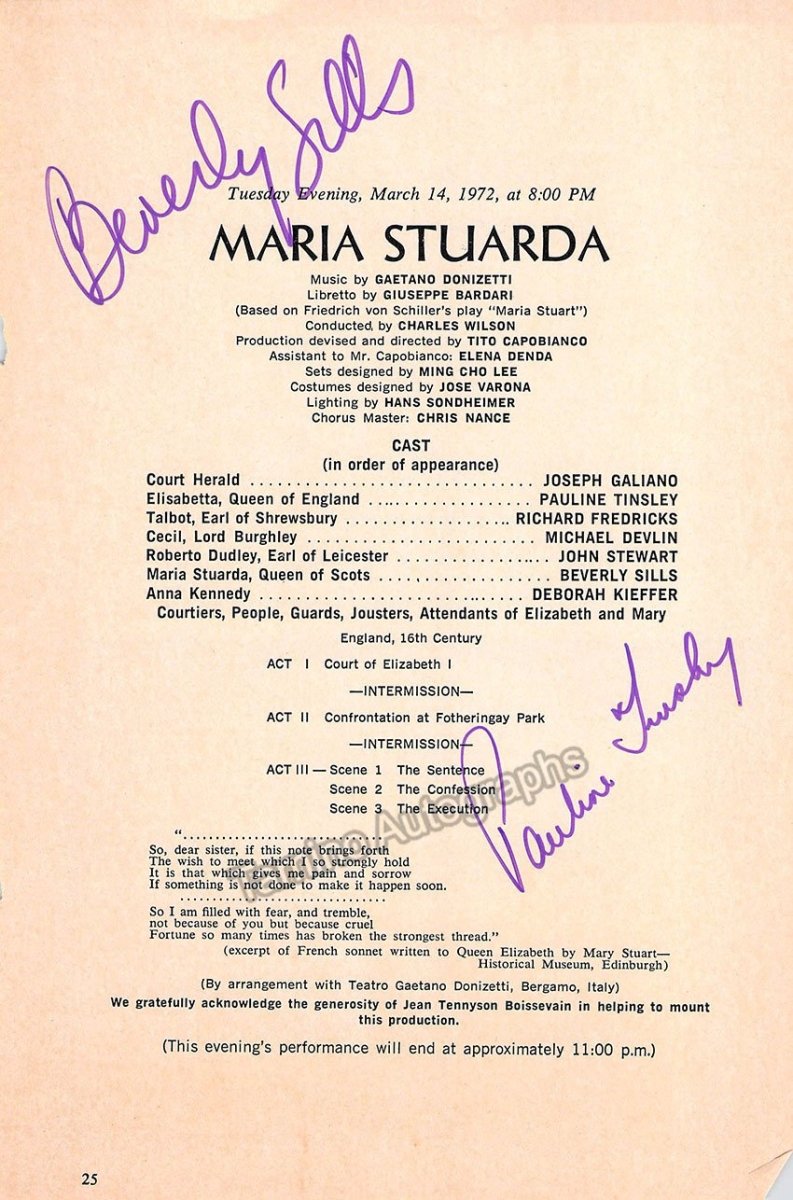 Beverly Sills
Tuesday Evening, March 14, 1972, at 8:00 PM
MARIA STUARDA
Music by GAETANO DONIZETTI
Libretto by GIUSEPPE BARDARI
(Based on Friedrich von Schiller's play "Maria Stuart")
Conducted by CHARLES WILSON
Production devised and directed by TITO CAPOBIANCO
Assistant to Mr. Capobianco: ELENA DENDA
Sets designed by MING CHO LEE
Costumes designed by JOSE VARONA
Lighting by HANS SONDHEIMER
Chorus Master: CHRIS NANCE
CAST
(in order of appearance)
Court Herald .............................. JOSEPH GALIANO
Elisabetta, Queen of England .................. PAULINE TINSLEY
Talbot, Earl of Shrewsbury ................... RICHARD FREDRICKS
Cecil, Lord Burghley ......................... MICHAEL DEVLIN
Roberto Dudley, Earl of Leicester ................. JOHN STEWART
Maria Stuarda, Queen of Scots ................... BEVERLY SILLS
Anna Kennedy ............................. DEBORAH KIEFFER
Courtiers, People, Guards, Jousters, Attendants of Elizabeth and Mary
England, 16th Century
ACT I Court of Elizabeth I
—INTERMISSION—
ACT II Confrontation at Fotheringay Park
—INTERMISSION—
ACT III — Scene 1 The Sentence
Scene 2 The Confession
Scene 3 The Execution
Pauline Tinsley
Tamino Autographs
"..............................
So, dear sister, if this note brings forth
The wish to meet which I so strongly hold
It is that which gives me pain and sorrow
If something is not done to make it happen soon.
..............................
So I am filled with fear, and tremble,
not because of you but because cruel
Fortune so many times has broken the strongest thread."
(excerpt of French sonnet written to Queen Elizabeth by Mary Stuart—
Historical Museum, Edinburgh)
(By arrangement with Teatro Gaetano Donizetti, Bergamo, Italy)
We gratefully acknowledge the generosity of Jean Tennyson Boissevain in helping to mount
this production.
(This evening's performance will end at approximately 11:00 p.m.)
25